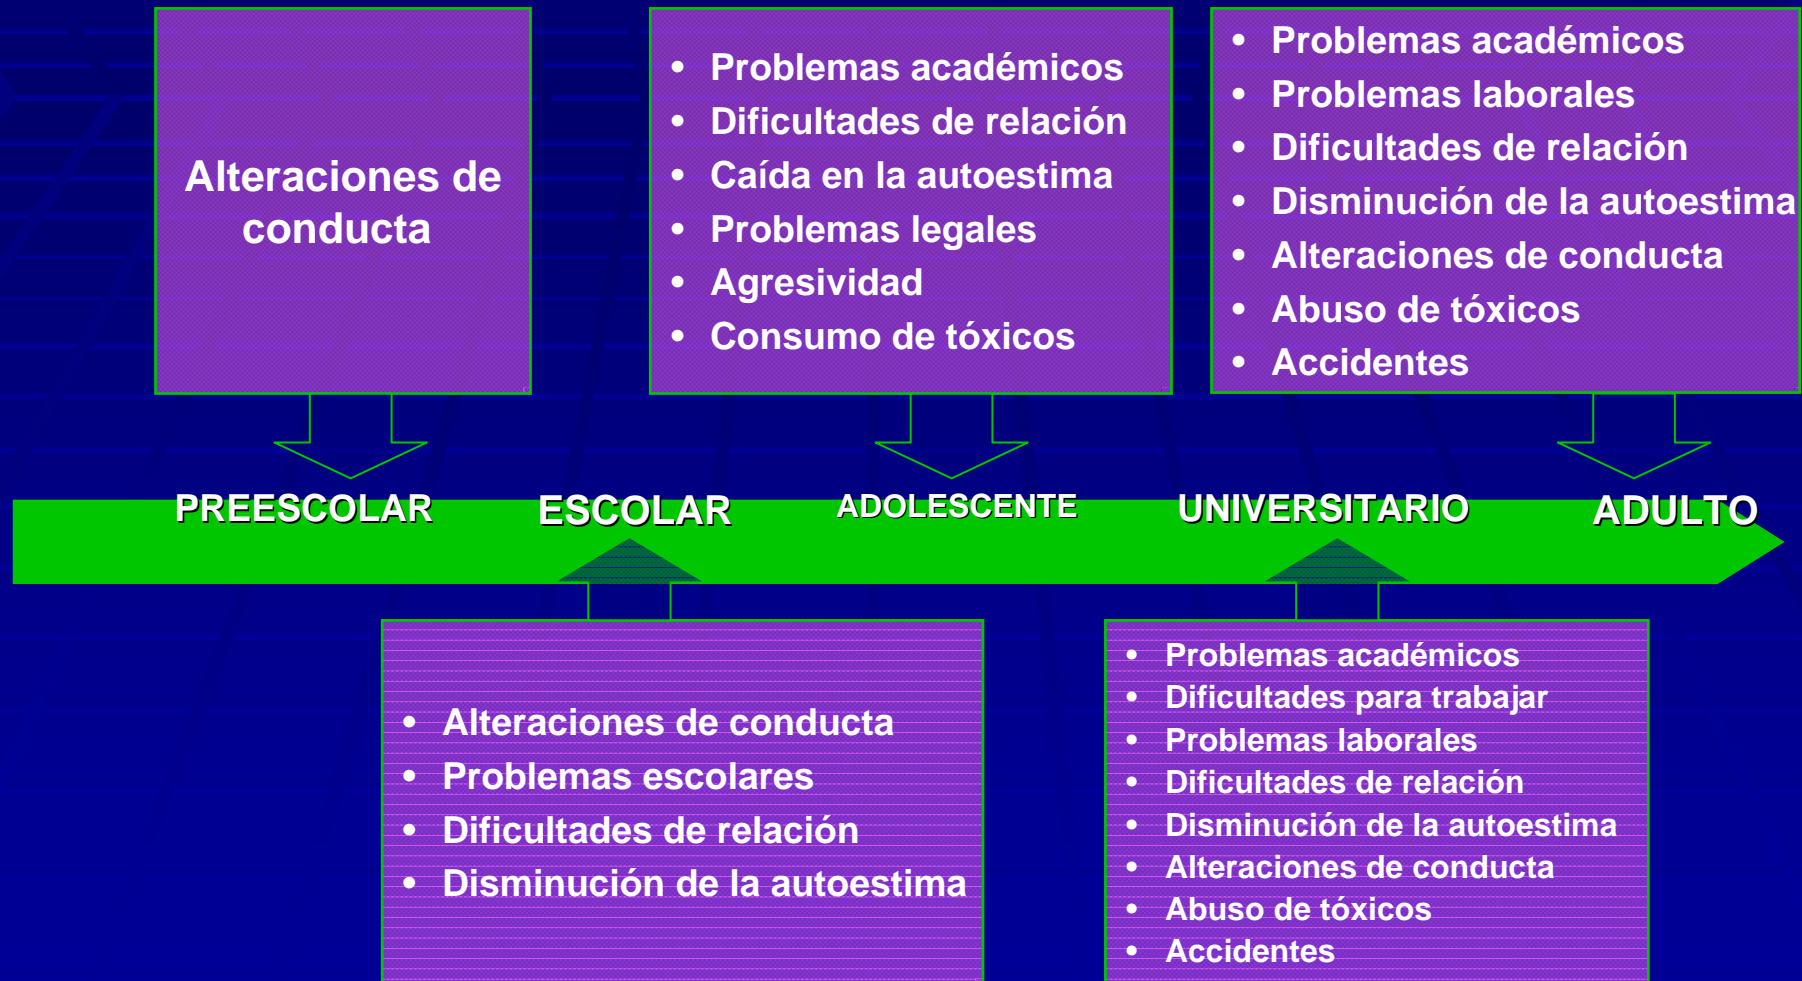 Alteraciones de
conducta
• Problemas académicos
• Dificultades de relación
• Caída en la autoestima
• Problemas legales
• Agresividad
• Consumo de tóxicos
• Problemas académicos
• Problemas laborales
• Dificultades de relación
• Disminución de la autoestima
• Alteraciones de conducta
• Abuso de tóxicos
• Accidentes
PREESCOLAR
ESCOLAR
ADOLESCENTE
UNIVERSITARIO
ADULTO
• Alteraciones de conducta
• Problemas escolares
• Dificultades de relación
• Disminución de la autoestima
• Problemas académicos
• Dificultades para trabajar
• Problemas laborales
• Dificultades de relación
• Disminución de la autoestima
• Alteraciones de conducta
• Abuso de tóxicos
• Accidentes